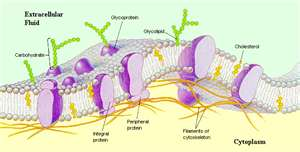 Extracellular
Fluid
Glycoprotein
Glycolipid
Carbohydrate
Cholesterol
Integral
protein
Peripheral
protein
Filaments of
cytoskeleton
Cytoplasm